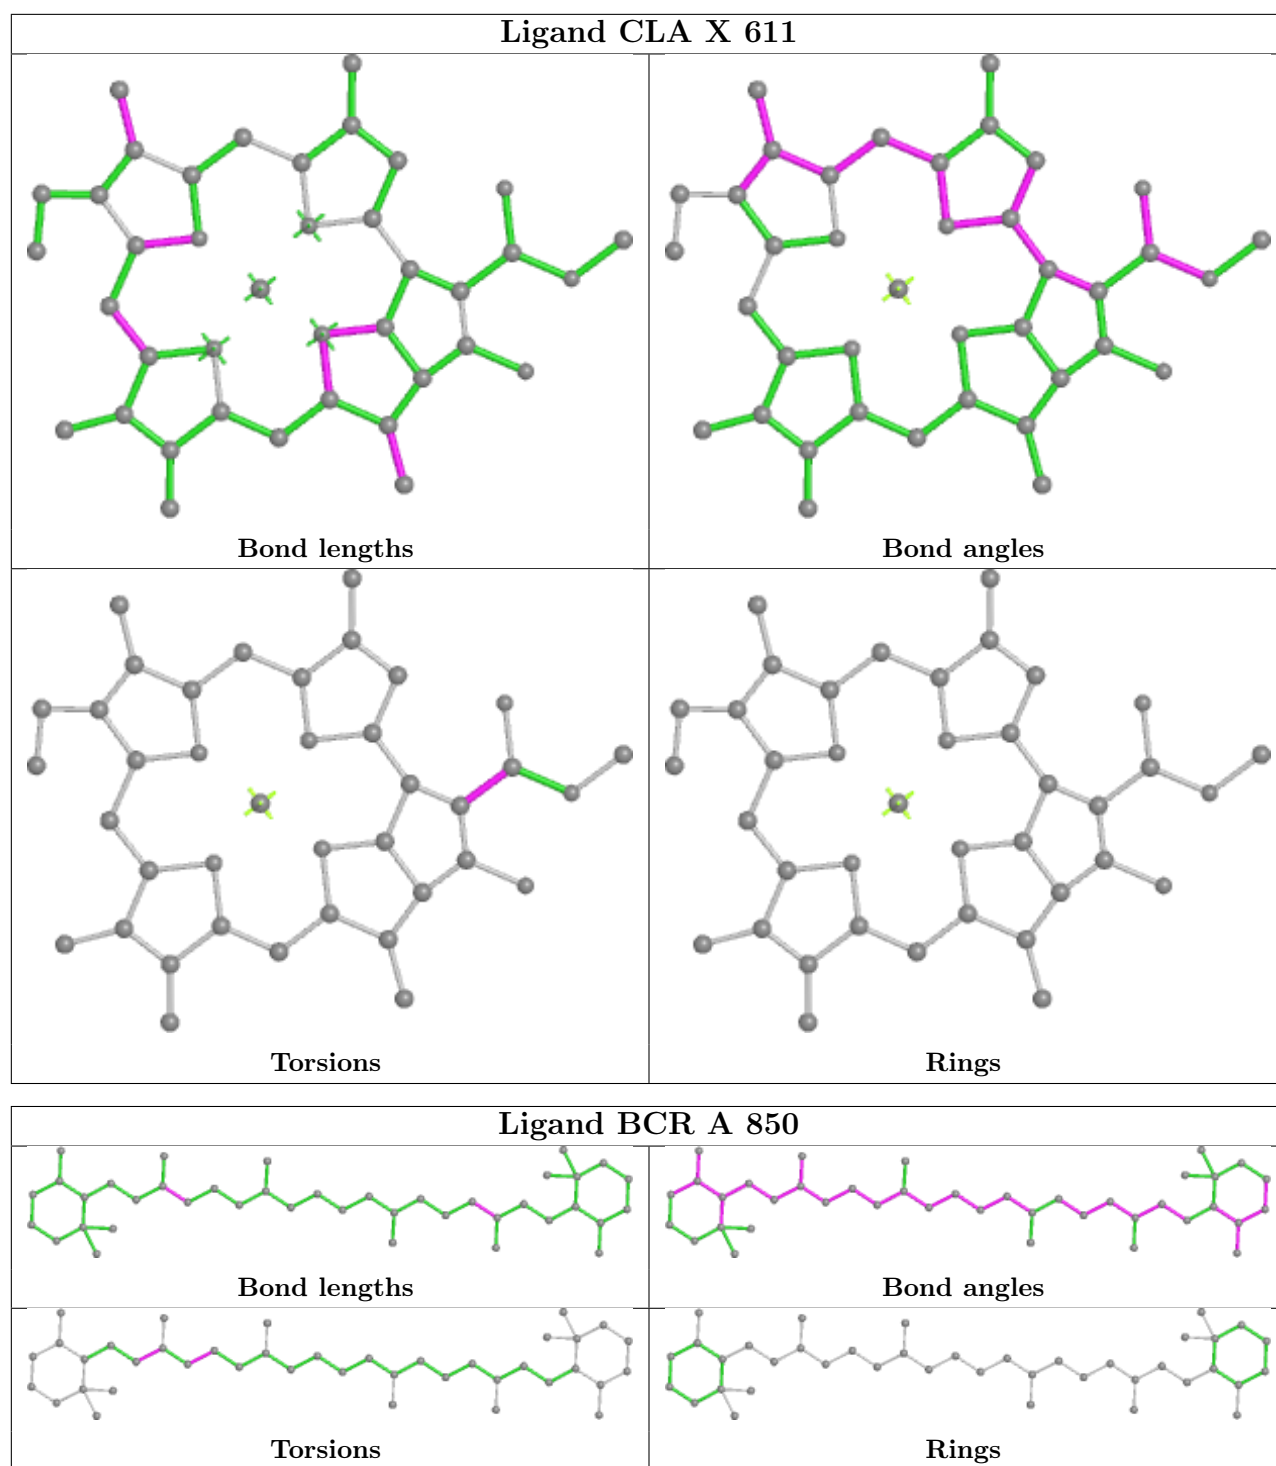 Ligand CLA X 611
Bond lengths
Bond angles
Torsions
Rings
Ligand BCR A 850
Bond lengths
Bond angles
Torsions
Rings